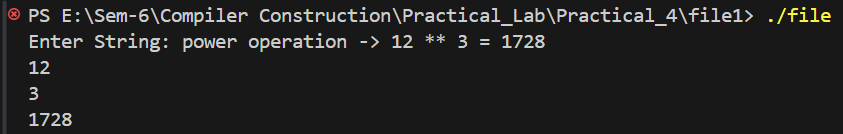 PS E:\Sem-6\Compiler Construction\Practical_Lab\Practical_4\file1> ./file
Enter String: power operation -> 12 ** 3 = 1728
12
3
1728